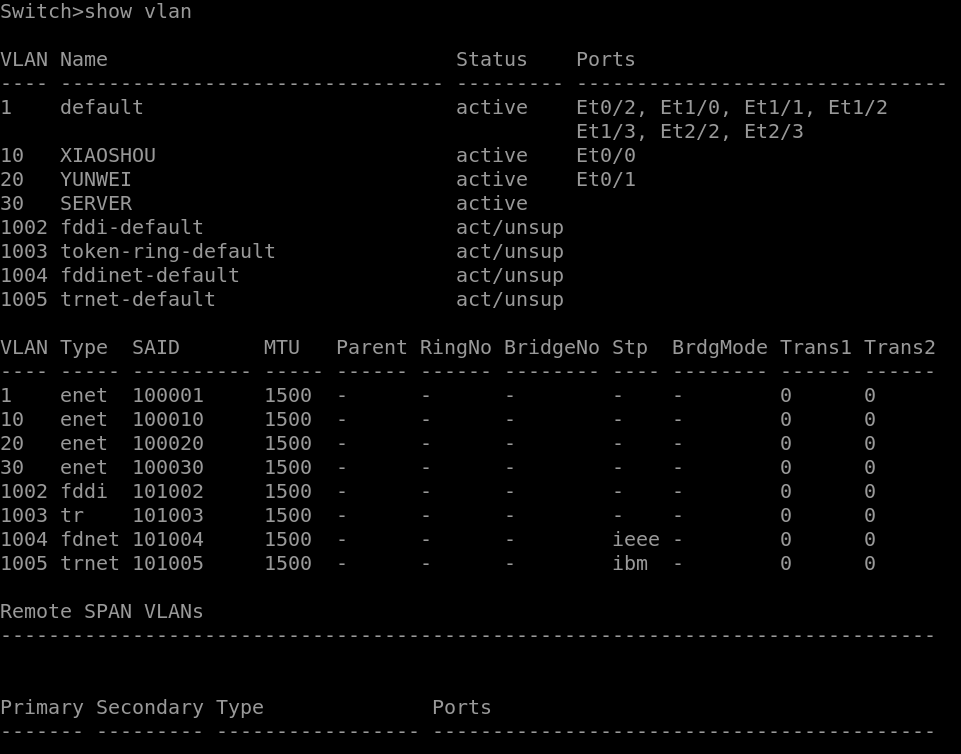 Switch>show vlan
VLAN Name                             Status    Ports
---- -------------------------------- --------- -------------------------------
1    default                          active    Et0/2, Et1/0, Et1/1, Et1/2
                                                Et1/3, Et2/2, Et2/3
10   XIAOSHOU                         active    Et0/0
20   YUNWEI                           active    Et0/1
30   SERVER                           active
1002 fddi-default                     act/unsup
1003 token-ring-default               act/unsup
1004 fddinet-default                  act/unsup
1005 trnet-default                    act/unsup
VLAN Type  SAID       MTU   Parent RingNo BridgeNo Stp  BrdgMode Trans1 Trans2
---- ----- ---------- ----- ------ ------ -------- ---- -------- ------ ------
1    enet  100001     1500  -      -      -        -    -        0      0
10   enet  100010     1500  -      -      -        -    -        0      0
20   enet  100020     1500  -      -      -        -    -        0      0
30   enet  100030     1500  -      -      -        -    -        0      0
1002 fddi  101002     1500  -      -      -        -    -        0      0
1003 tr    101003     1500  -      -      -        -    -        0      0
1004 fdnet 101004     1500  -      -      -        ieee -        0      0
1005 trnet 101005     1500  -      -      -        ibm  -        0      0
Remote SPAN VLANs
------------------------------------------------------------------------------
Primary Secondary Type              Ports
------- --------- ----------------- ------------------------------------------